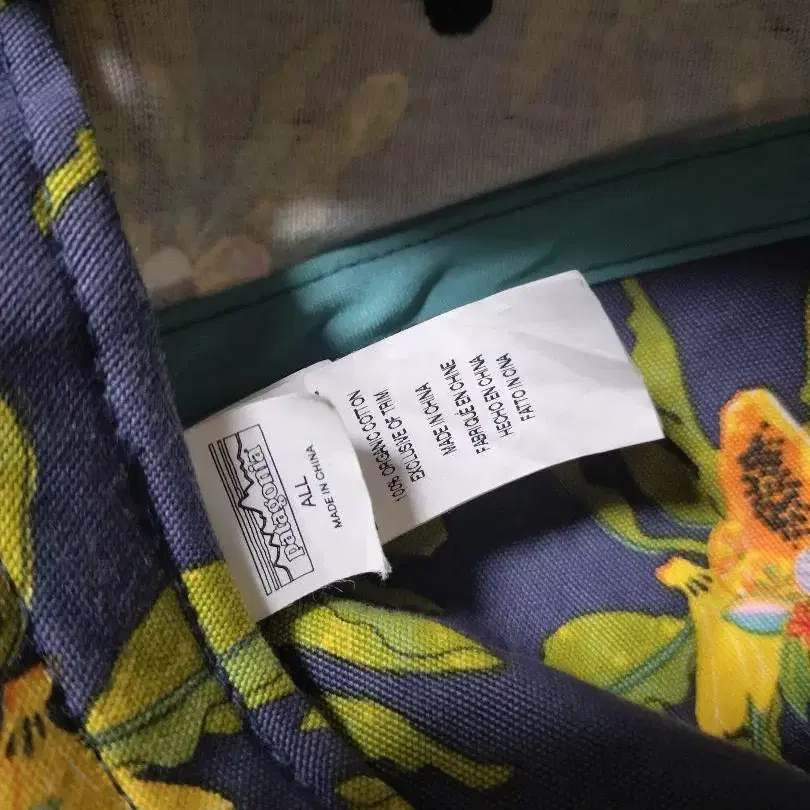 patagonia
ALL
MADE IN CHINA
100% ORGANIC COTTON
EXCLUSIVE OF TRIM
MADE IN CHINA
FABRIQUÉ EN CHINE
HECHO EN CHINA
FATTO IN CINA